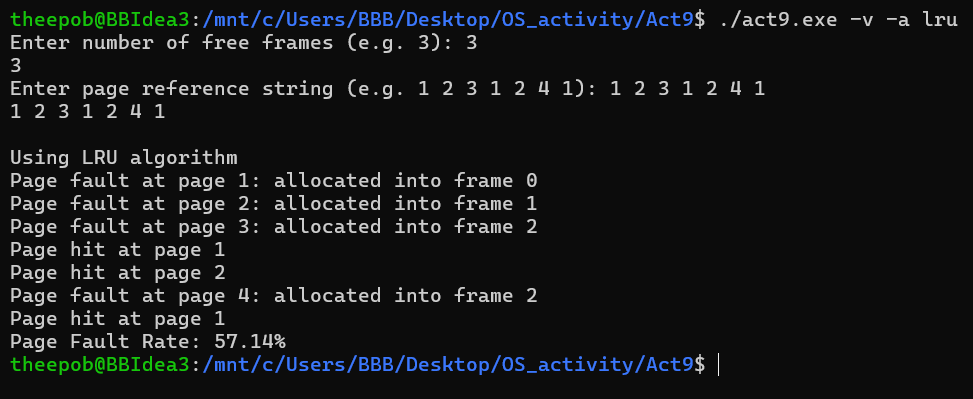 theepob@BBIdea3:/mnt/c/Users/BBB/Desktop/OS_activity/Act9$ ./act9.exe -v -a lru
Enter number of free frames (e.g. 3): 3
3
Enter page reference string (e.g. 1 2 3 1 2 4 1): 1 2 3 1 2 4 1
1 2 3 1 2 4 1

Using LRU algorithm
Page fault at page 1: allocated into frame 0
Page fault at page 2: allocated into frame 1
Page fault at page 3: allocated into frame 2
Page hit at page 1
Page hit at page 2
Page fault at page 4: allocated into frame 2
Page hit at page 1
Page Fault Rate: 57.14%
theepob@BBIdea3:/mnt/c/Users/BBB/Desktop/OS_activity/Act9$